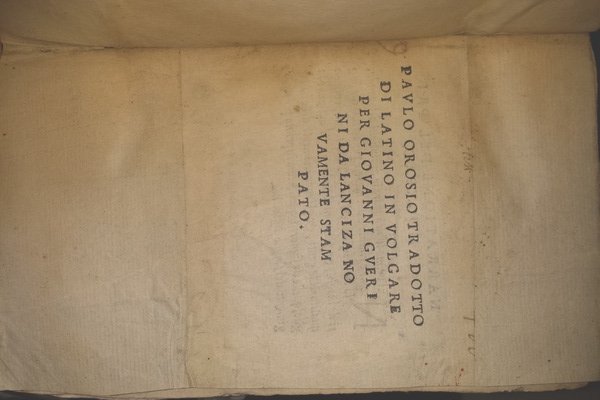 PAVLO OROSIO TRADOTTO
DI LATINO IN VOLGARE
PER GIOVANNI GVERI
NI DA LANCIZA NO
VAMENTE STAM
PATO.